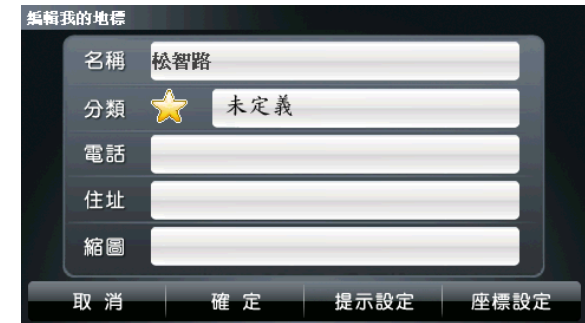 編輯我的地標
名稱 松智路
分類 未定義
電話
住址
縮圖
取消 確定 提示設定 座標設定